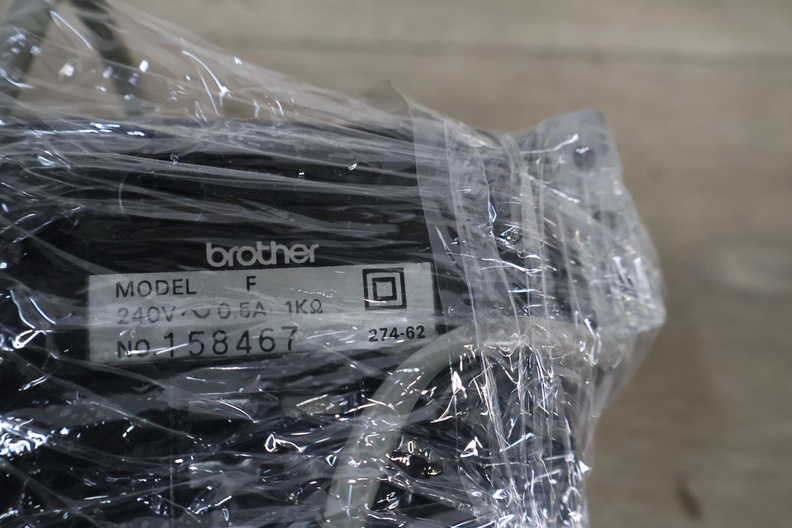 brother
MODEL F
240V~ 0.5A 1KΩ
NO.158467 274-62